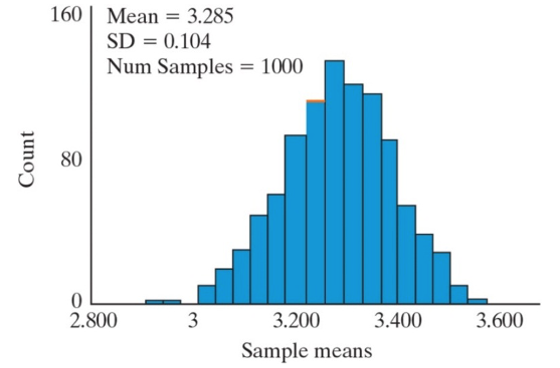 Mean = 3.285
SD = 0.104
Num Samples = 1000
160
80
0
Count
2.800 3 3.200 3.400 3.600
Sample means